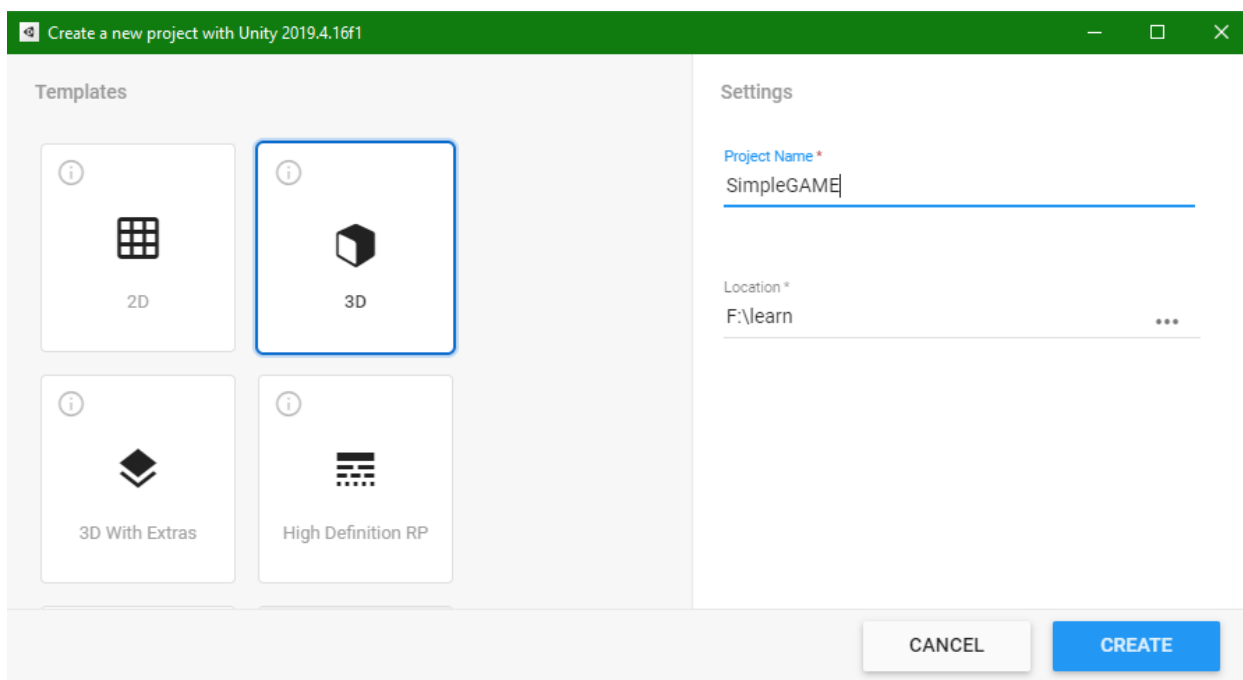 Create a new project with Unity 2019.4.16f1
Templates
2D
3D
3D With Extras
High Definition RP
Settings
Project Name *
SimpleGAME
Location *
F:\learn
CANCEL
CREATE